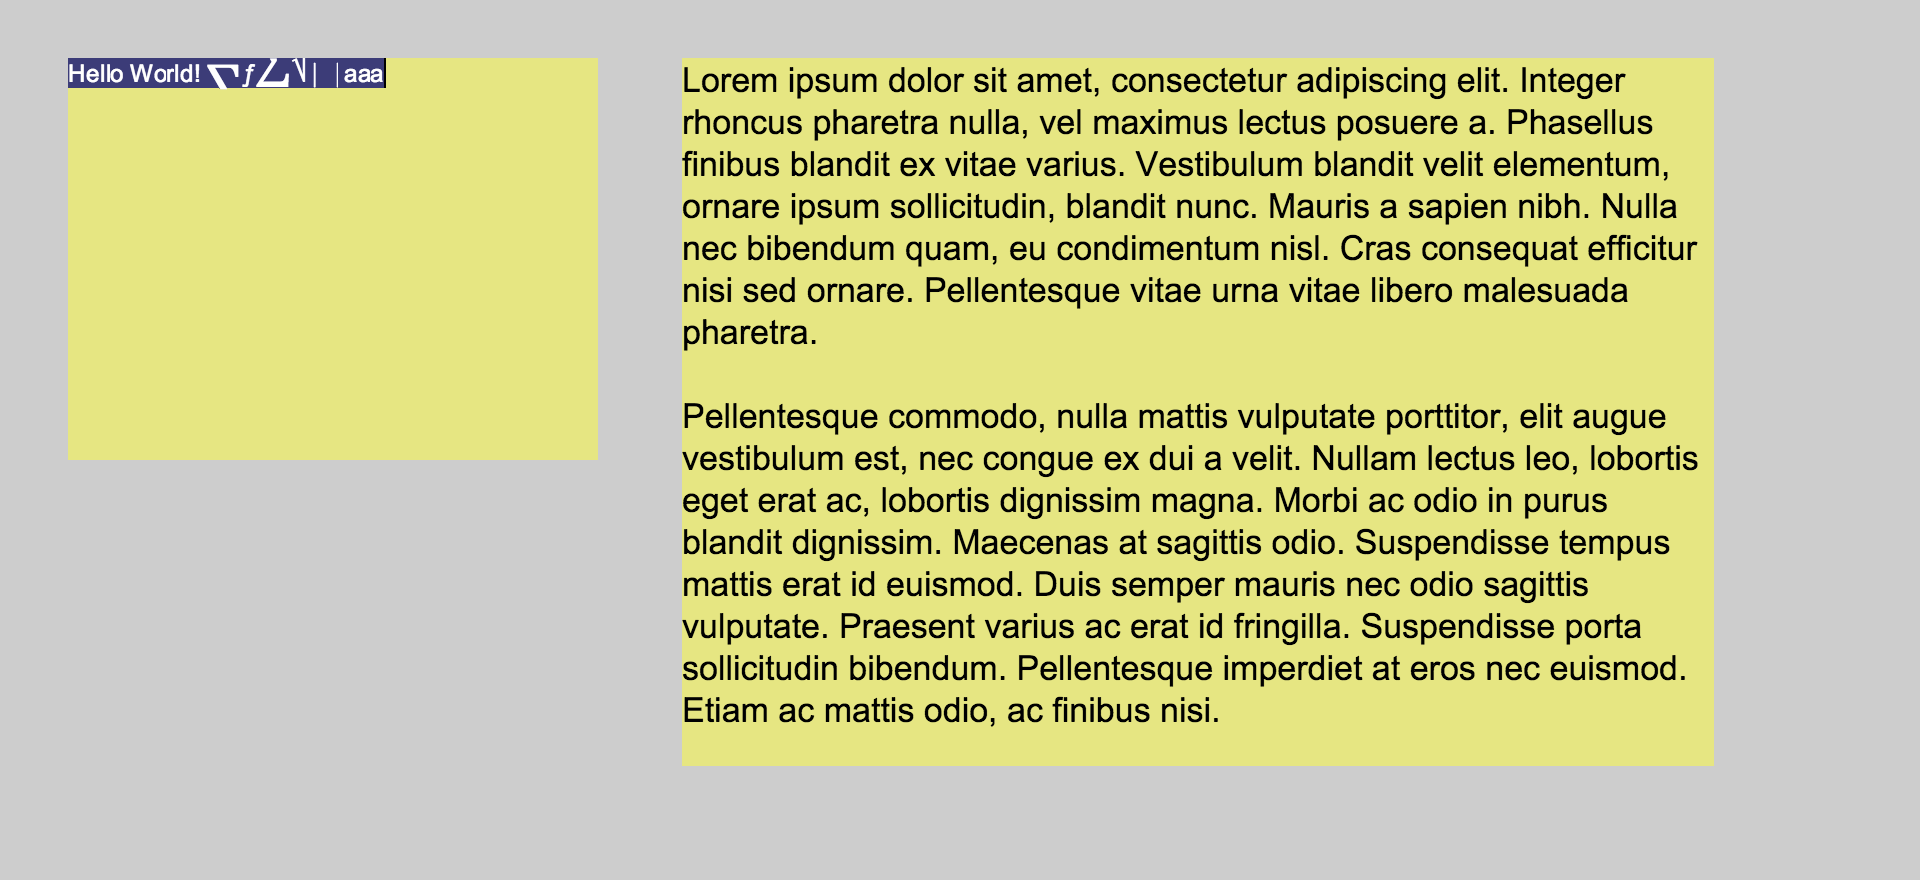 Hello World! ƒ aaa
Lorem ipsum dolor sit amet, consectetur adipiscing elit. Integer
rhoncus pharetra nulla, vel maximus lectus posuere a. Phasellus
finibus blandit ex vitae varius. Vestibulum blandit velit elementum,
ornare ipsum sollicitudin, blandit nunc. Mauris a sapien nibh. Nulla
nec bibendum quam, eu condimentum nisl. Cras consequat efficitur
nisi sed ornare. Pellentesque vitae urna vitae libero malesuada
pharetra.
Pellentesque commodo, nulla mattis vulputate porttitor, elit augue
vestibulum est, nec congue ex dui a velit. Nullam lectus leo, lobortis
eget erat ac, lobortis dignissim magna. Morbi ac odio in purus
blandit dignissim. Maecenas at sagittis odio. Suspendisse tempus
mattis erat id euismod. Duis semper mauris nec odio sagittis
vulputate. Praesent varius ac erat id fringilla. Suspendisse porta
sollicitudin bibendum. Pellentesque imperdiet at eros nec euismod.
Etiam ac mattis odio, ac finibus nisi.